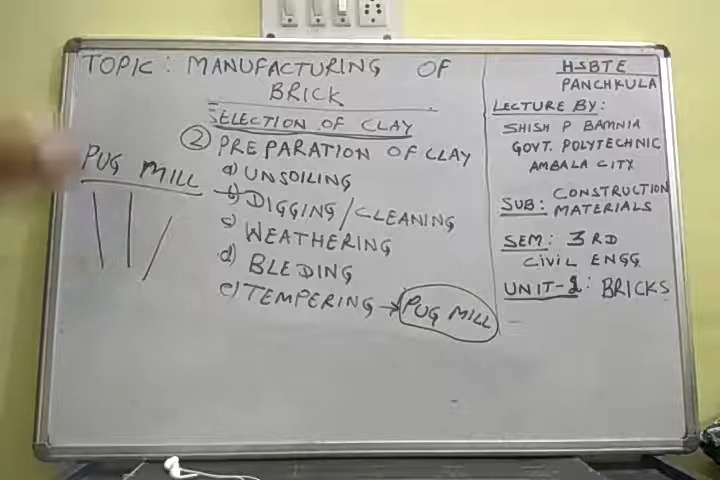 TOPIC: MANUFACTURING OF
BRICK
SELECTION OF CLAY
② PREPARATION OF CLAY
a) UNSOILING
b) DIGGING/CLEANING
c) WEATHERING
d) BLEDING
e) TEMPERING → PUG MILL
PUG MILL
HSBTE
PANCHKULA
LECTURE BY:
SHISH P BAMNIA
GOVT. POLYTECHNIC
AMBALA CITY
SUB: CONSTRUCTION
MATERIALS
SEM: 3RD
CIVIL ENGG.
UNIT-1: BRICKS